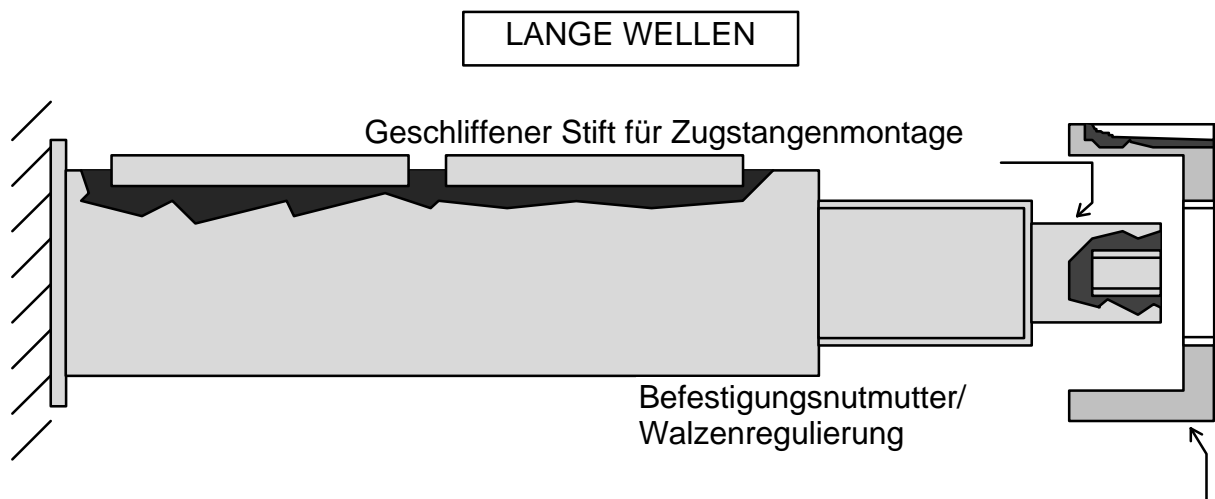 LANGE WELLEN
Geschliffener Stift für Zugstangenmontage
Befestigungsnutmutter/
Walzenregulierung